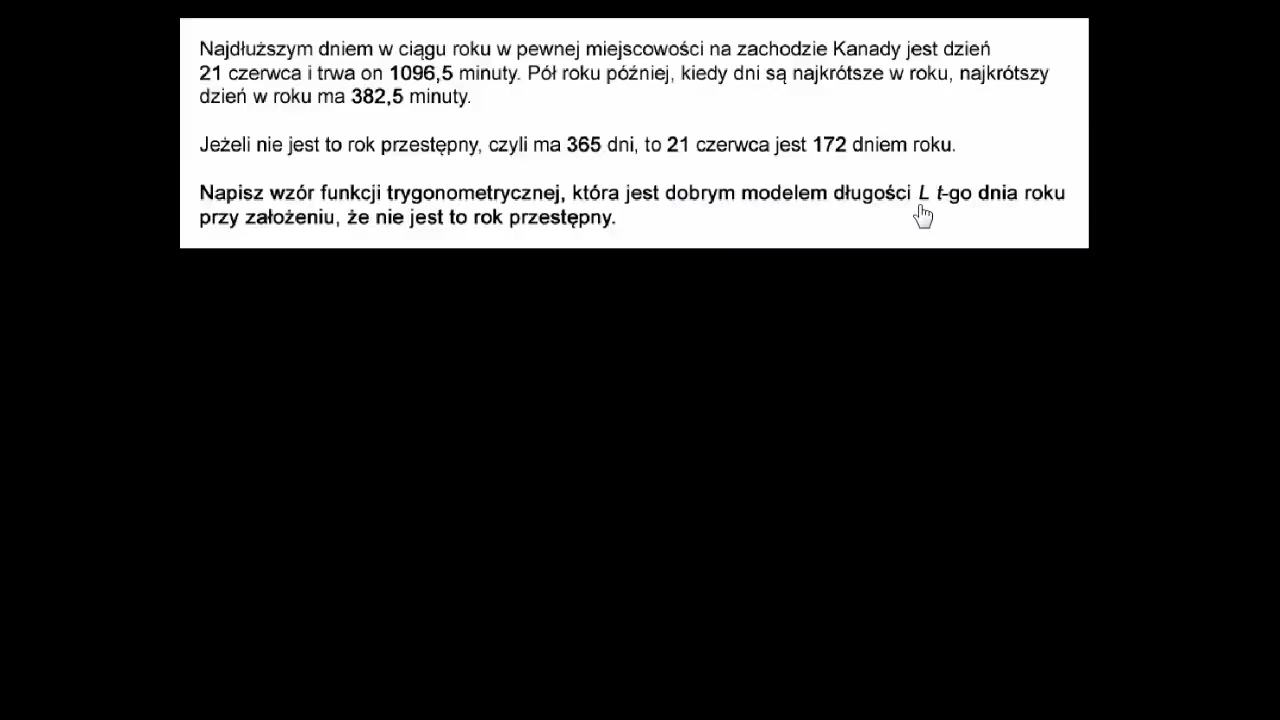 Najdłuższym dniem w ciągu roku w pewnej miejscowości na zachodzie Kanady jest dzień
21 czerwca i trwa on 1096,5 minuty. Pół roku później, kiedy dni są najkrótsze w roku, najkrótszy
dzień w roku ma 382,5 minuty.
Jeżeli nie jest to rok przestępny, czyli ma 365 dni, to 21 czerwca jest 172 dniem roku.
Napisz wzór funkcji trygonometrycznej, która jest dobrym modelem długości L t-go dnia roku
przy założeniu, że nie jest to rok przestępny.